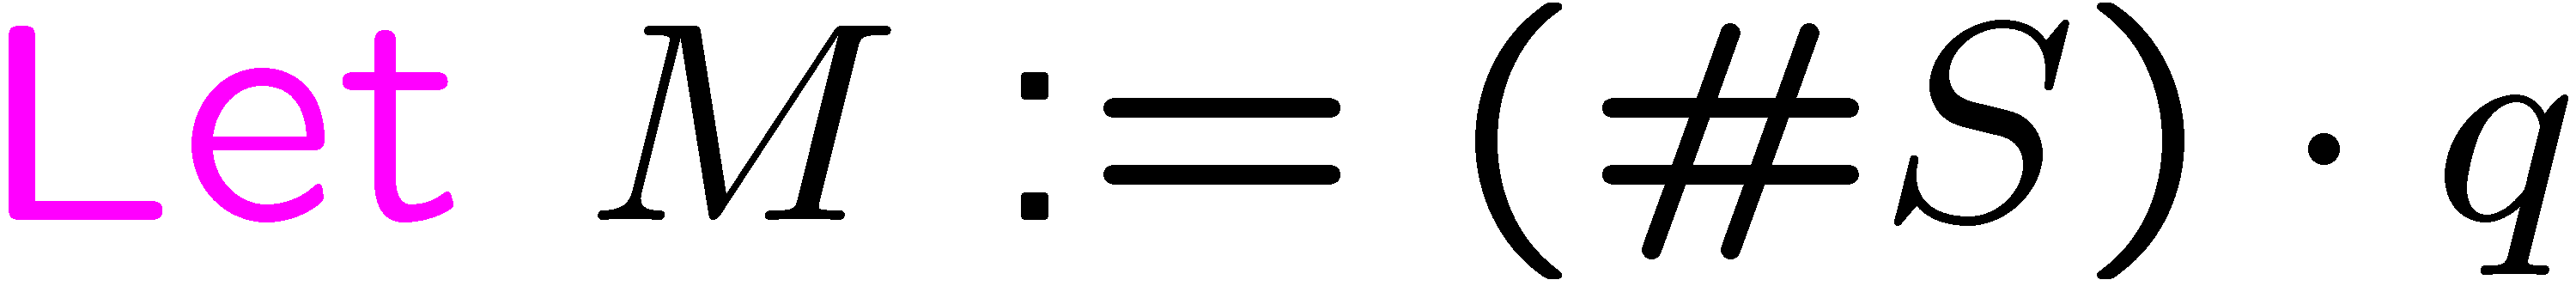 Let M := (#S) · q